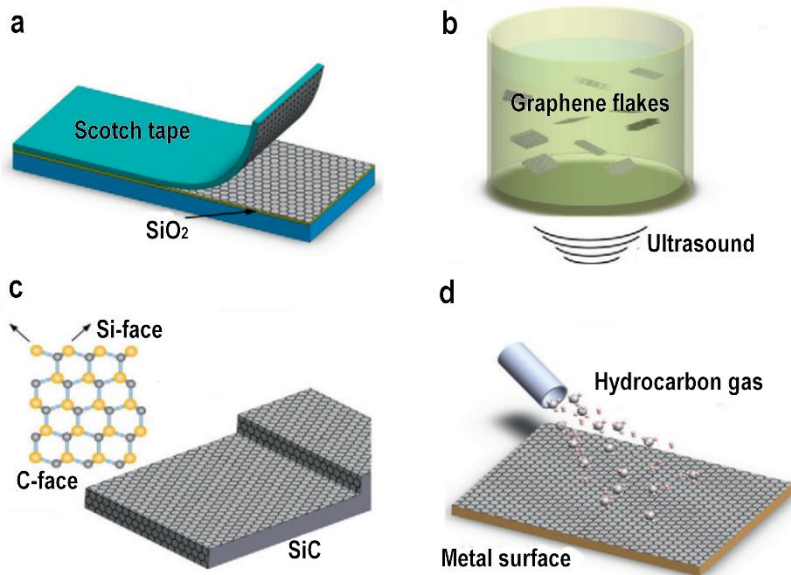 a
Scotch tape
SiO₂
b
Graphene flakes
Ultrasound
c
Si-face
C-face
SiC
d
Hydrocarbon gas
Metal surface